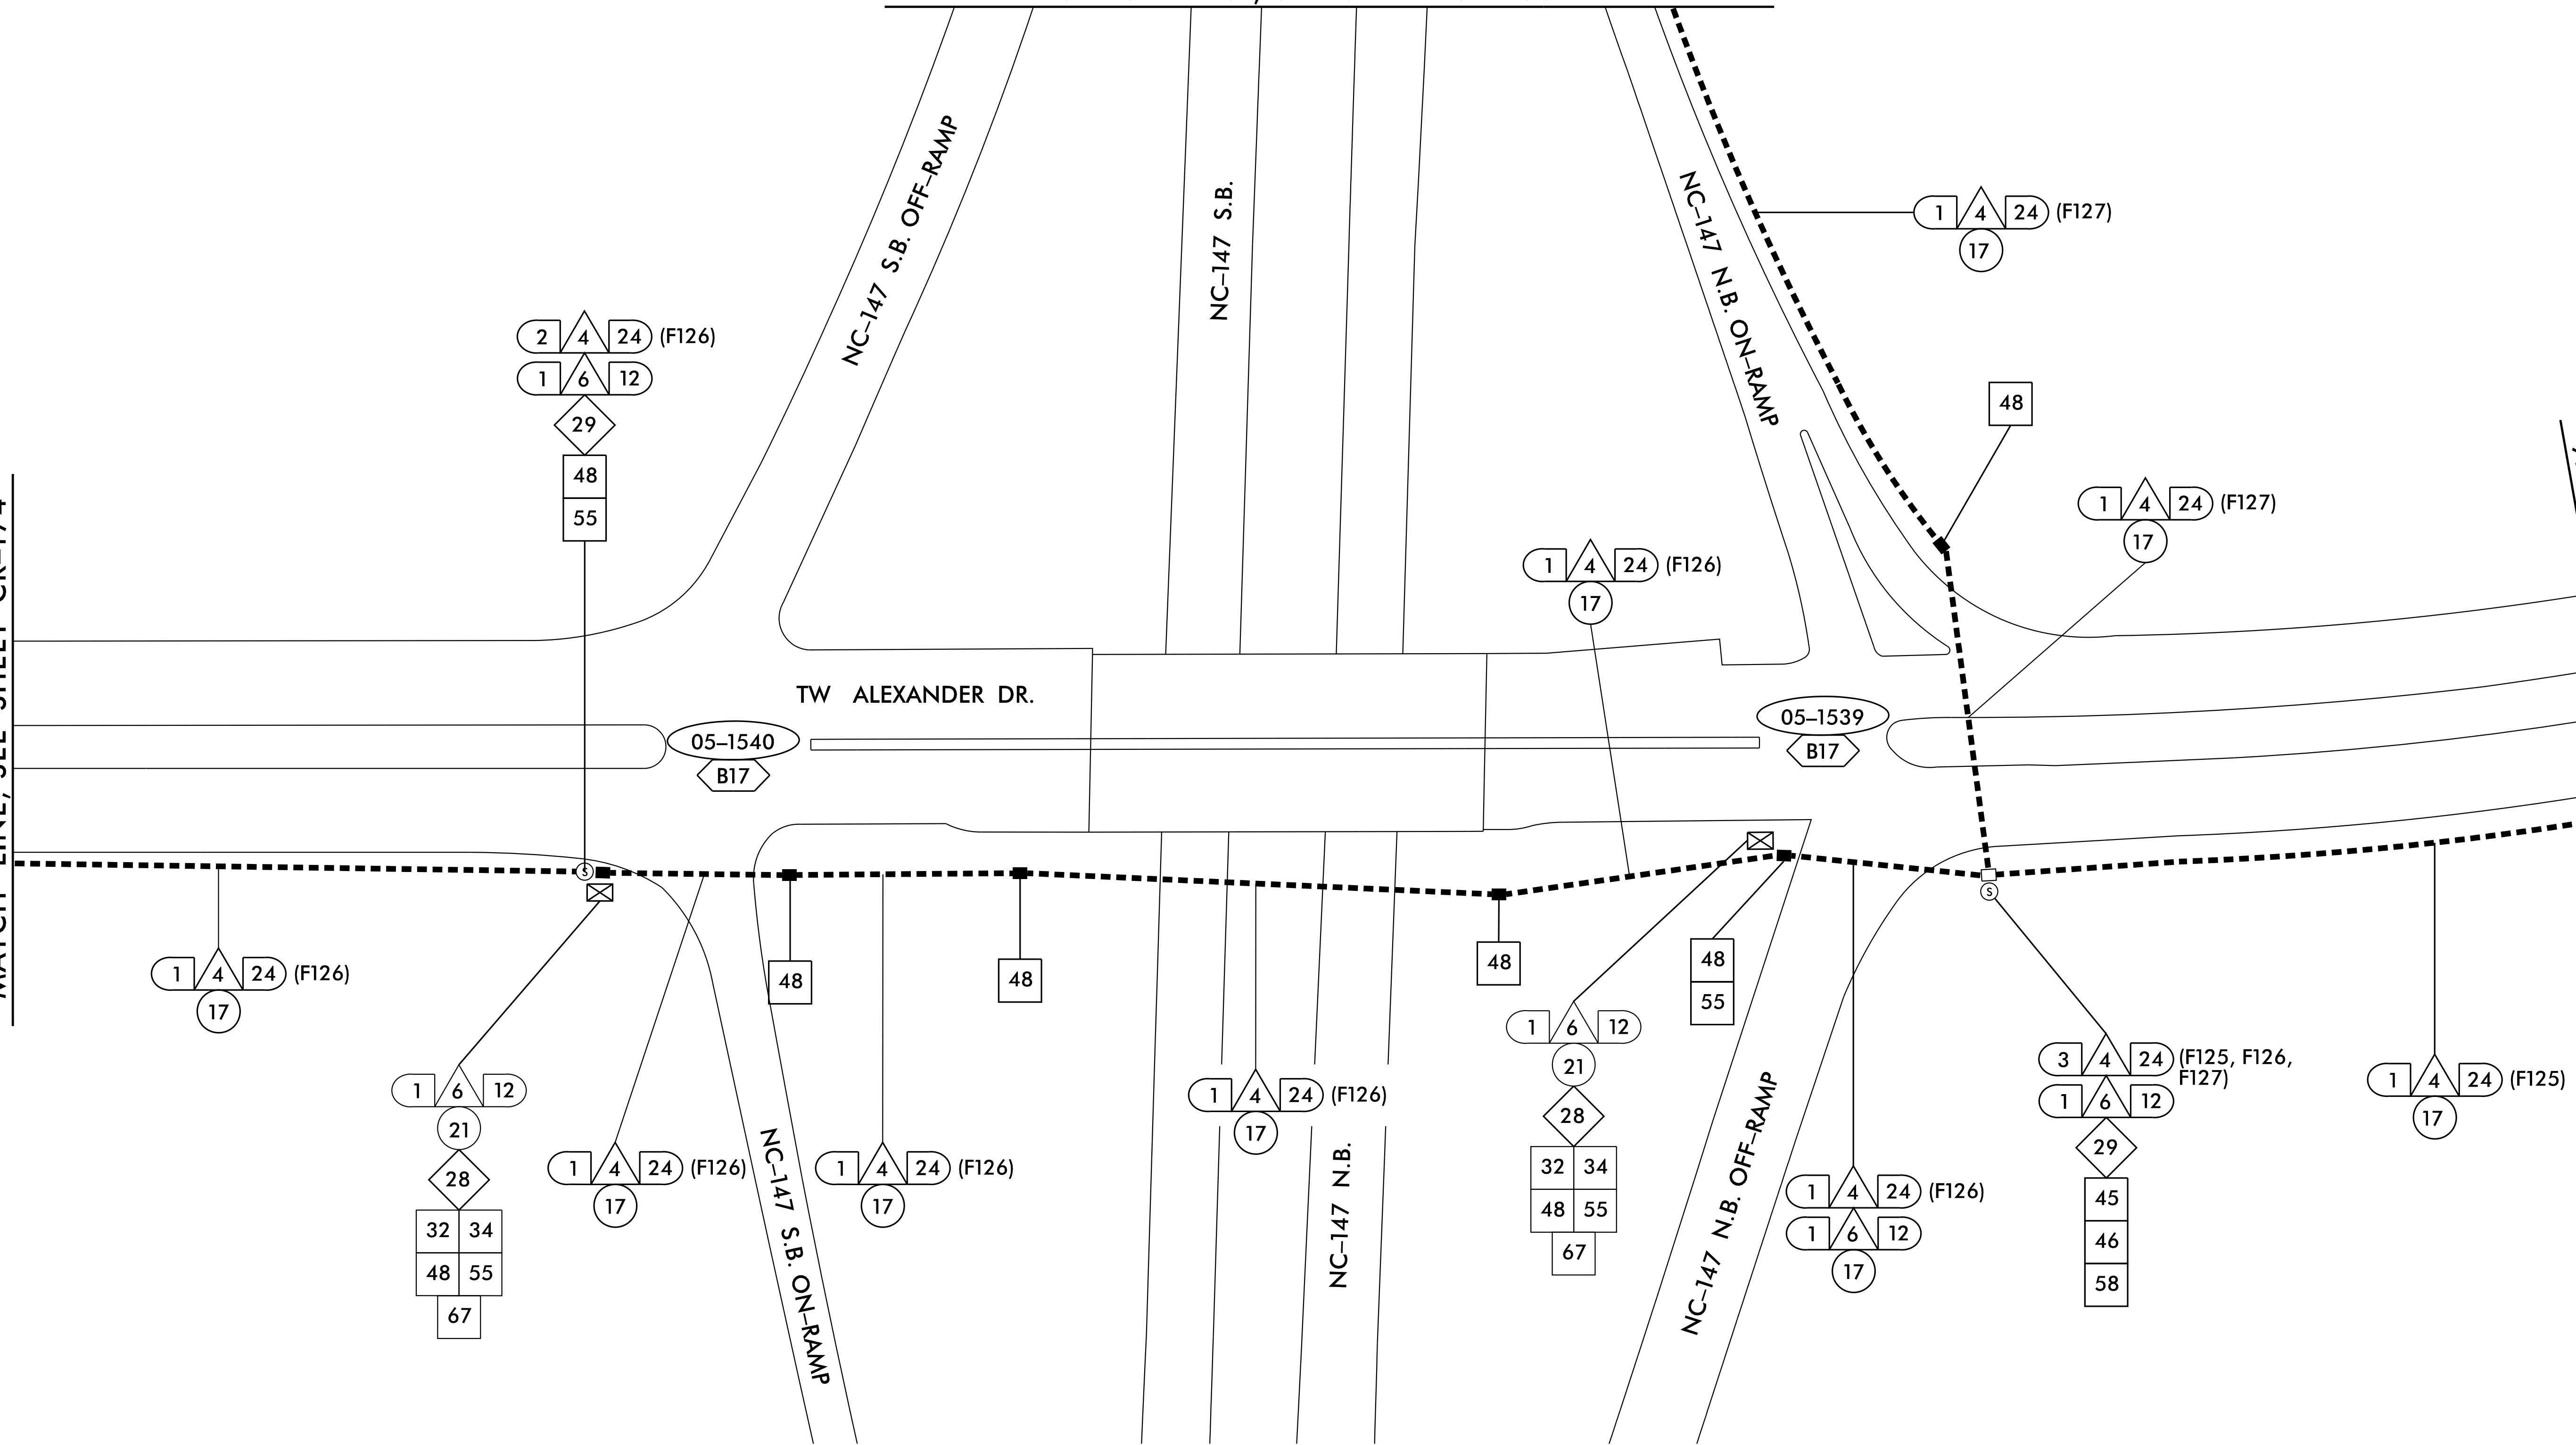 NC-147 S.B. OFF-RAMP
NC-147 S.B.
NC-147 N.B. ON-RAMP
1 4 24 (F127)
17
2 4 24 (F126)
1 6 12
29
48
55
48
1 4 24 (F127)
17
1 4 24 (F126)
17
TW ALEXANDER DR.
05-1540
B17
05-1539
B17
S
S
1 4 24 (F126)
17
48
48
48
48
55
1 6 12
21
28
32 34
48 55
67
1 4 24 (F126)
17
NC-147 S.B. ON-RAMP
1 4 24 (F126)
17
1 4 24 (F126)
17
NC-147 N.B.
1 6 12
21
28
32 34
48 55
67
NC-147 N.B. OFF-RAMP
1 4 24 (F126)
1 6 12
17
3 4 24 (F125, F126,
F127)
1 6 12
29
45
46
58
1 4 24 (F125)
17